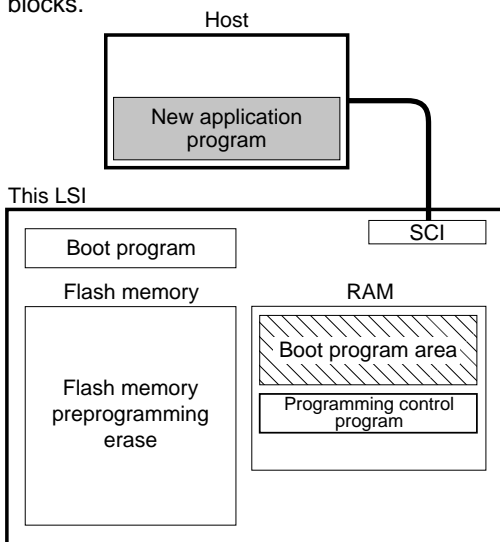 blocks.
Host
New application
program
This LSI
SCI
Boot program
Flash memory
RAM
Boot program area
Flash memory
preprogramming
erase
Programming control
program